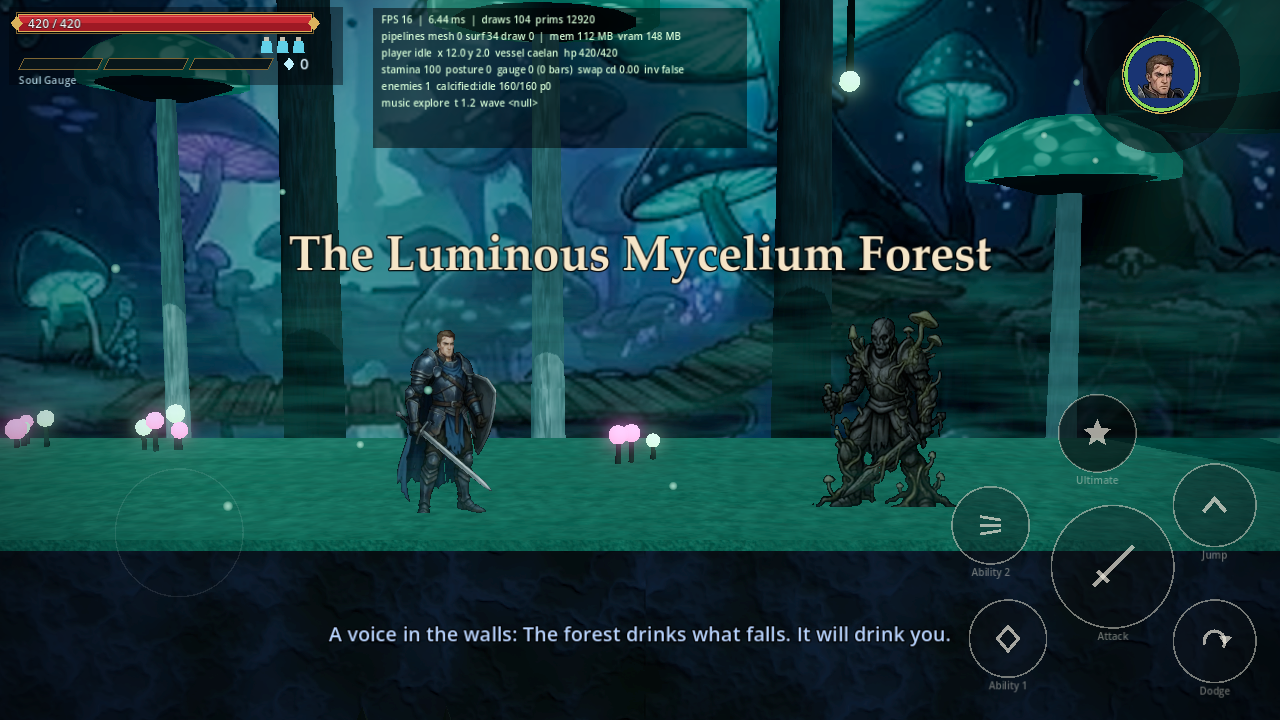 420 / 420
0
Soul Gauge
FPS 16 | 6.44 ms | draws 104 prims 12920
pipelines mesh 0 surf 34 draw 0 | mem 112 MB vram 148 MB
player idle x 12.0 y 2.0 vessel caelan hp 420/420
stamina 100 posture 0 gauge 0 (0 bars) swap cd 0.00 inv false
enemies 1 calcified:idle 160/160 p0
music explore t 1.2 wave <null>
The Luminous Mycelium Forest
Ultimate
Jump
Ability 2
Attack
A voice in the walls: The forest drinks what falls. It will drink you.
Ability 1
Dodge